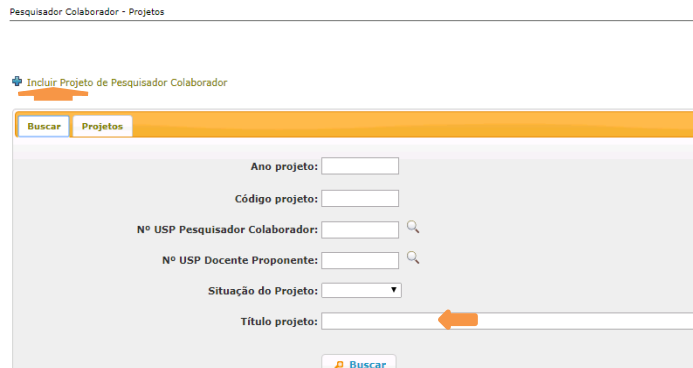 Pesquisador Colaborador - Projetos
Incluir Projeto de Pesquisador Colaborador
Buscar Projetos
Ano projeto:
Código projeto:
Nº USP Pesquisador Colaborador:
Nº USP Docente Proponente:
Situação do Projeto:
Título projeto:
Buscar